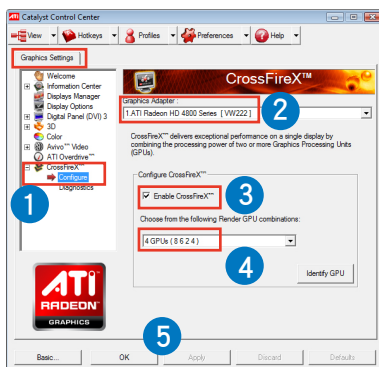 Catalyst Control Center
View Hotkeys Profiles Preferences Help
Graphics Settings
Welcome
Information Center
Displays Manager
Display Options
Digital Panel (DVI) 3
3D
Color
Avivo™ Video
ATI Overdrive™
CrossFireX™
Configure
Diagnostics
1
ATI
RADEON
GRAPHICS
CrossFireX™
Graphics Adapter :
1.ATI Radeon HD 4800 Series [ VW222 ]
2
CrossFireX™ delivers exceptional performance on a single display by
combining the processing power of two or more Graphics Processing Units
(GPUs).
Configure CrossFireX™
Enable CrossFireX™
3
Choose from the following Render GPU combinations:
4 GPUs ( 8 6 2 4 )
4
Identify GPU
5
Basic... OK Apply Discard Defaults